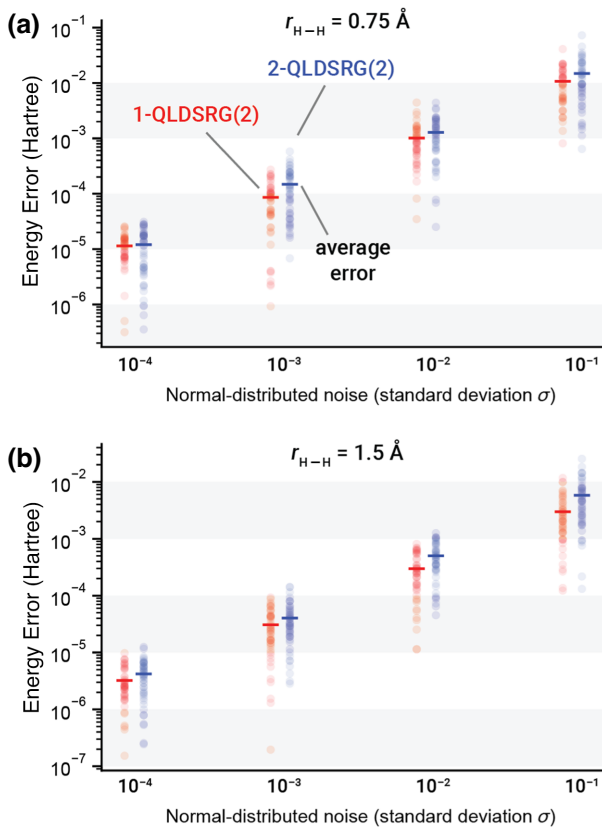 (a)
r H−H = 0.75 Å
Energy Error (Hartree)
10⁻¹
10⁻²
10⁻³
10⁻⁴
10⁻⁵
10⁻⁶
2-QLDSRG(2)
1-QLDSRG(2)
average
error
10⁻⁴ 10⁻³ 10⁻² 10⁻¹
Normal-distributed noise (standard deviation σ)
(b)
r H−H = 1.5 Å
Energy Error (Hartree)
10⁻²
10⁻³
10⁻⁴
10⁻⁵
10⁻⁶
10⁻⁷
10⁻⁴ 10⁻³ 10⁻² 10⁻¹
Normal-distributed noise (standard deviation σ)